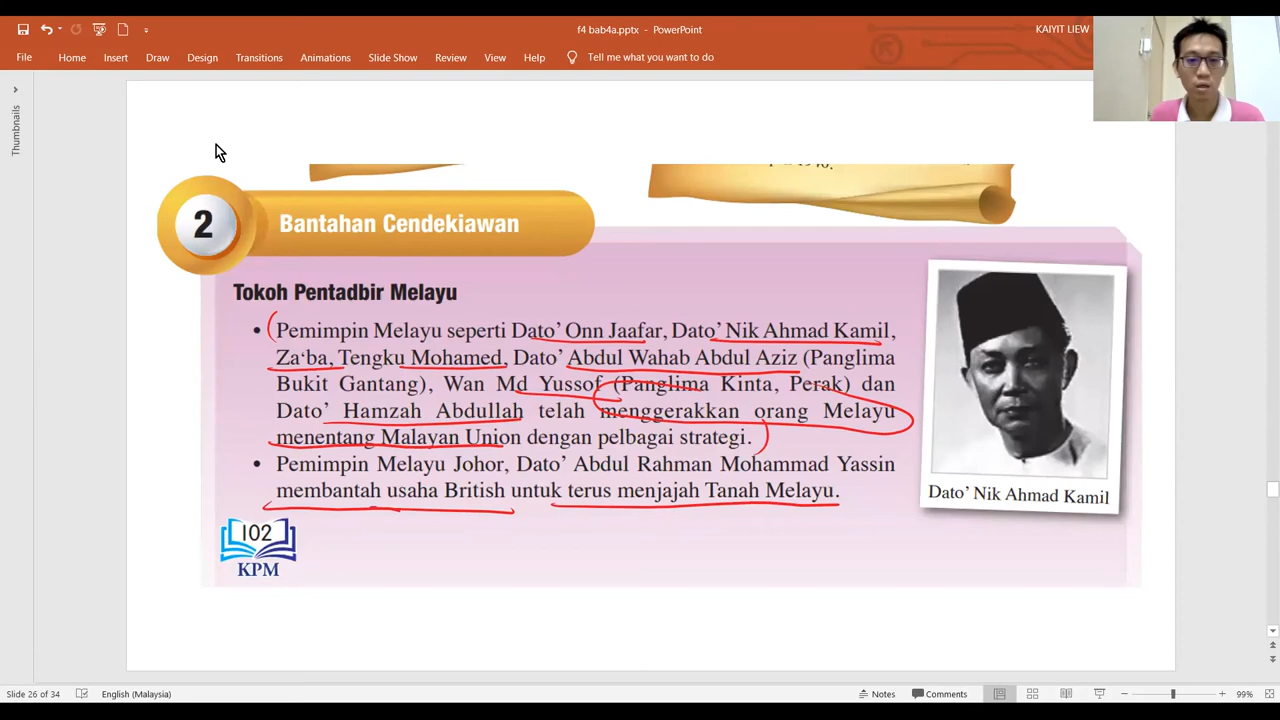 f4 bab4a.pptx - PowerPoint
KAIYIT LIEW
File Home Insert Draw Design Transitions Animations Slide Show Review View Help Tell me what you want to do
Thumbnails
2
Bantahan Cendekiawan
Tokoh Pentadbir Melayu
• Pemimpin Melayu seperti Dato' Onn Jaafar, Dato' Nik Ahmad Kamil,
Za'ba, Tengku Mohamed, Dato' Abdul Wahab Abdul Aziz (Panglima
Bukit Gantang), Wan Md Yussof (Panglima Kinta, Perak) dan
Dato' Hamzah Abdullah telah menggerakkan orang Melayu
menentang Malayan Union dengan pelbagai strategi.
• Pemimpin Melayu Johor, Dato' Abdul Rahman Mohammad Yassin
membantah usaha British untuk terus menjajah Tanah Melayu.
Dato' Nik Ahmad Kamil
102
KPM
Slide 26 of 34 English (Malaysia) Notes Comments 99%